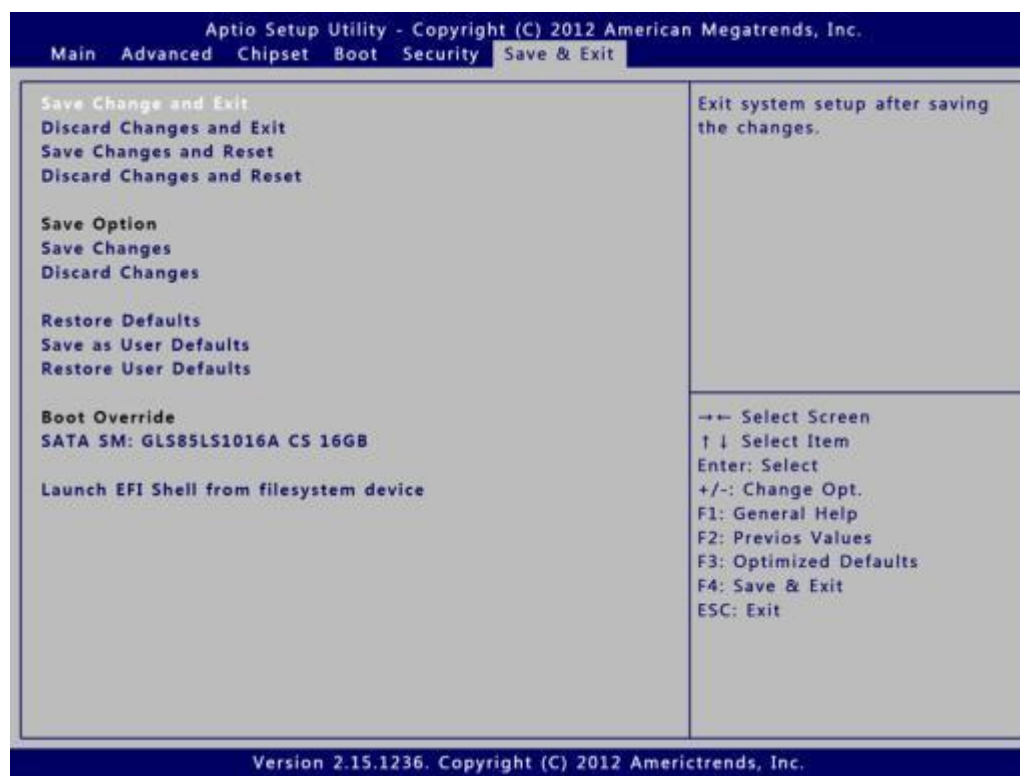 Aptio Setup Utility - Copyright (C) 2012 American Megatrends, Inc.
Main Advanced Chipset Boot Security Save & Exit
Save Change and Exit
Discard Changes and Exit
Save Changes and Reset
Discard Changes and Reset
Save Option
Save Changes
Discard Changes
Restore Defaults
Save as User Defaults
Restore User Defaults
Boot Override
SATA SM: GLS85LS1016A CS 16GB
Launch EFI Shell from filesystem device
Exit system setup after saving
the changes.
→← Select Screen
↑↓ Select Item
Enter: Select
+/-: Change Opt.
F1: General Help
F2: Previos Values
F3: Optimized Defaults
F4: Save & Exit
ESC: Exit
Version 2.15.1236. Copyright (C) 2012 Americtrends, Inc.